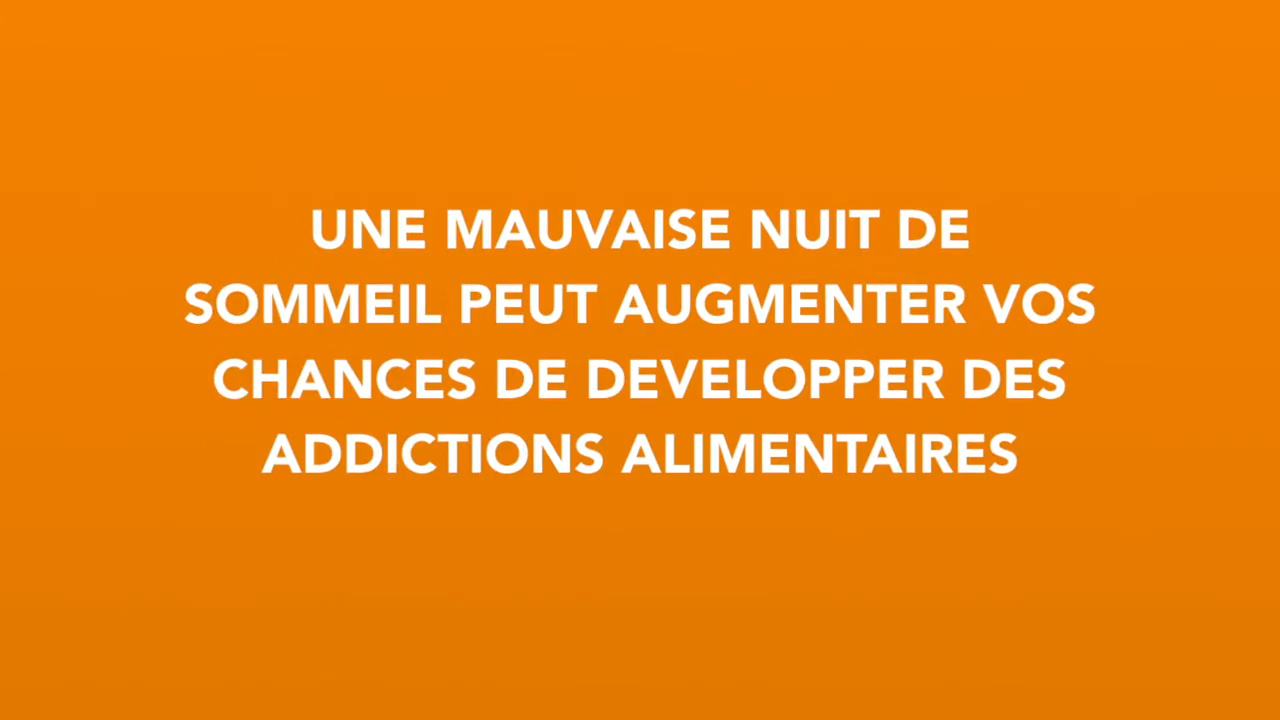 UNE MAUVAISE NUIT DE
SOMMEIL PEUT AUGMENTER VOS
CHANCES DE DEVELOPPER DES
ADDICTIONS ALIMENTAIRES